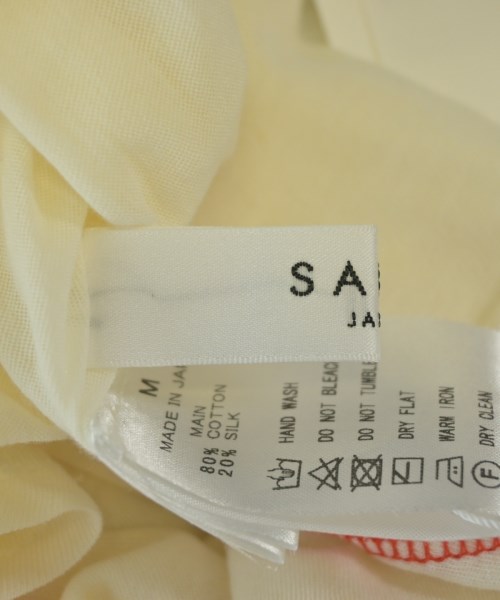 SA
JA
M
MADE IN JA
MAIN
80% COTTON
20% SILK
HAND WASH
DO NOT BLEAC
DO NOT TUMBLE
DRY FLAT
WARM IRON
DRY CLEAN
F